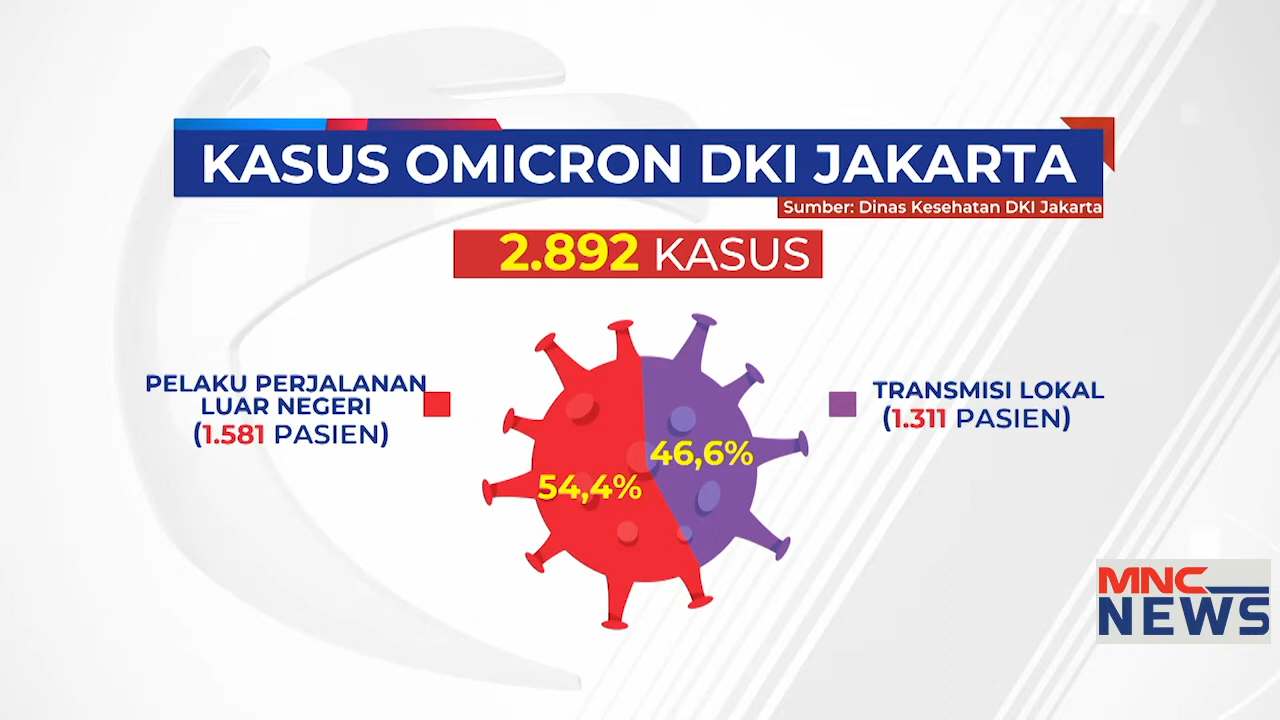 KASUS OMICRON DKI JAKARTA
Sumber: Dinas Kesehatan DKI Jakarta
2.892 KASUS
PELAKU PERJALANAN
LUAR NEGERI
(1.581 PASIEN)
54,4%
46,6%
TRANSMISI LOKAL
(1.311 PASIEN)
MNC
NEWS